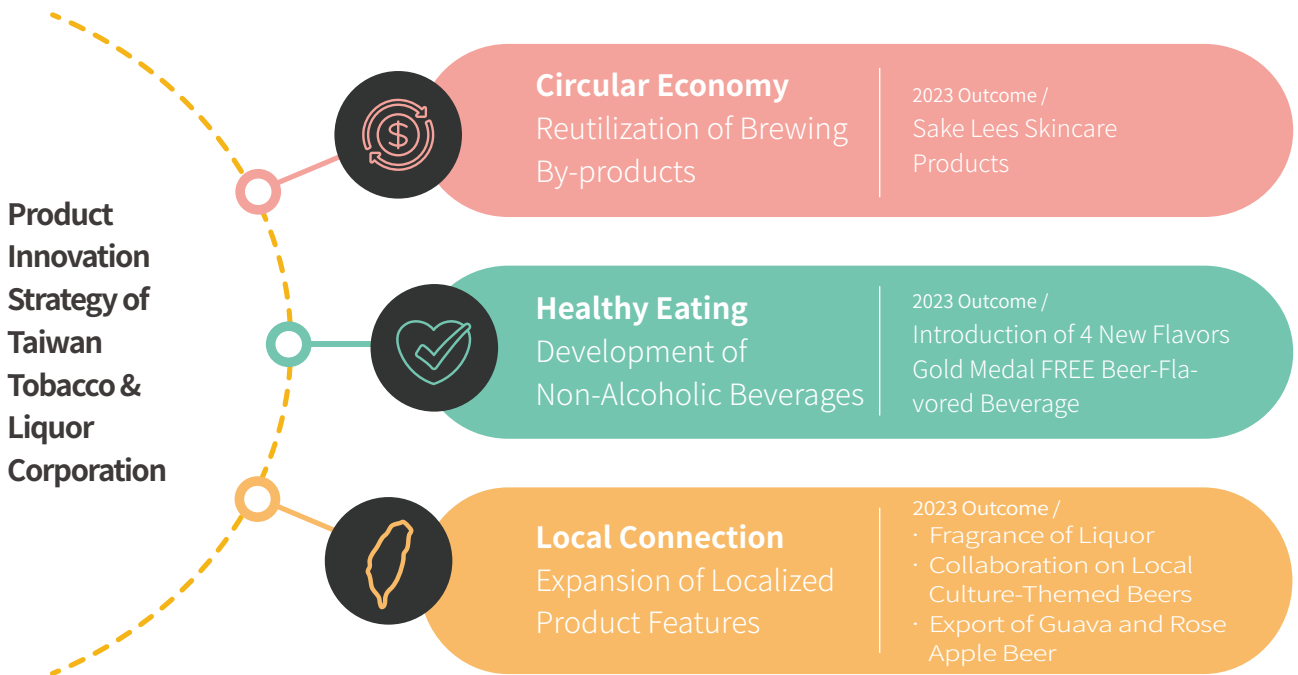 Product
Innovation
Strategy of
Taiwan
Tobacco &
Liquor
Corporation
$
Circular Economy
Reutilization of Brewing
By-products
2023 Outcome /
Sake Lees Skincare
Products
Healthy Eating
Development of
Non-Alcoholic Beverages
2023 Outcome /
Introduction of 4 New Flavors
Gold Medal FREE Beer-Fla-
vored Beverage
Local Connection
Expansion of Localized
Product Features
2023 Outcome /
· Fragrance of Liquor
· Collaboration on Local
Culture-Themed Beers
· Export of Guava and Rose
Apple Beer